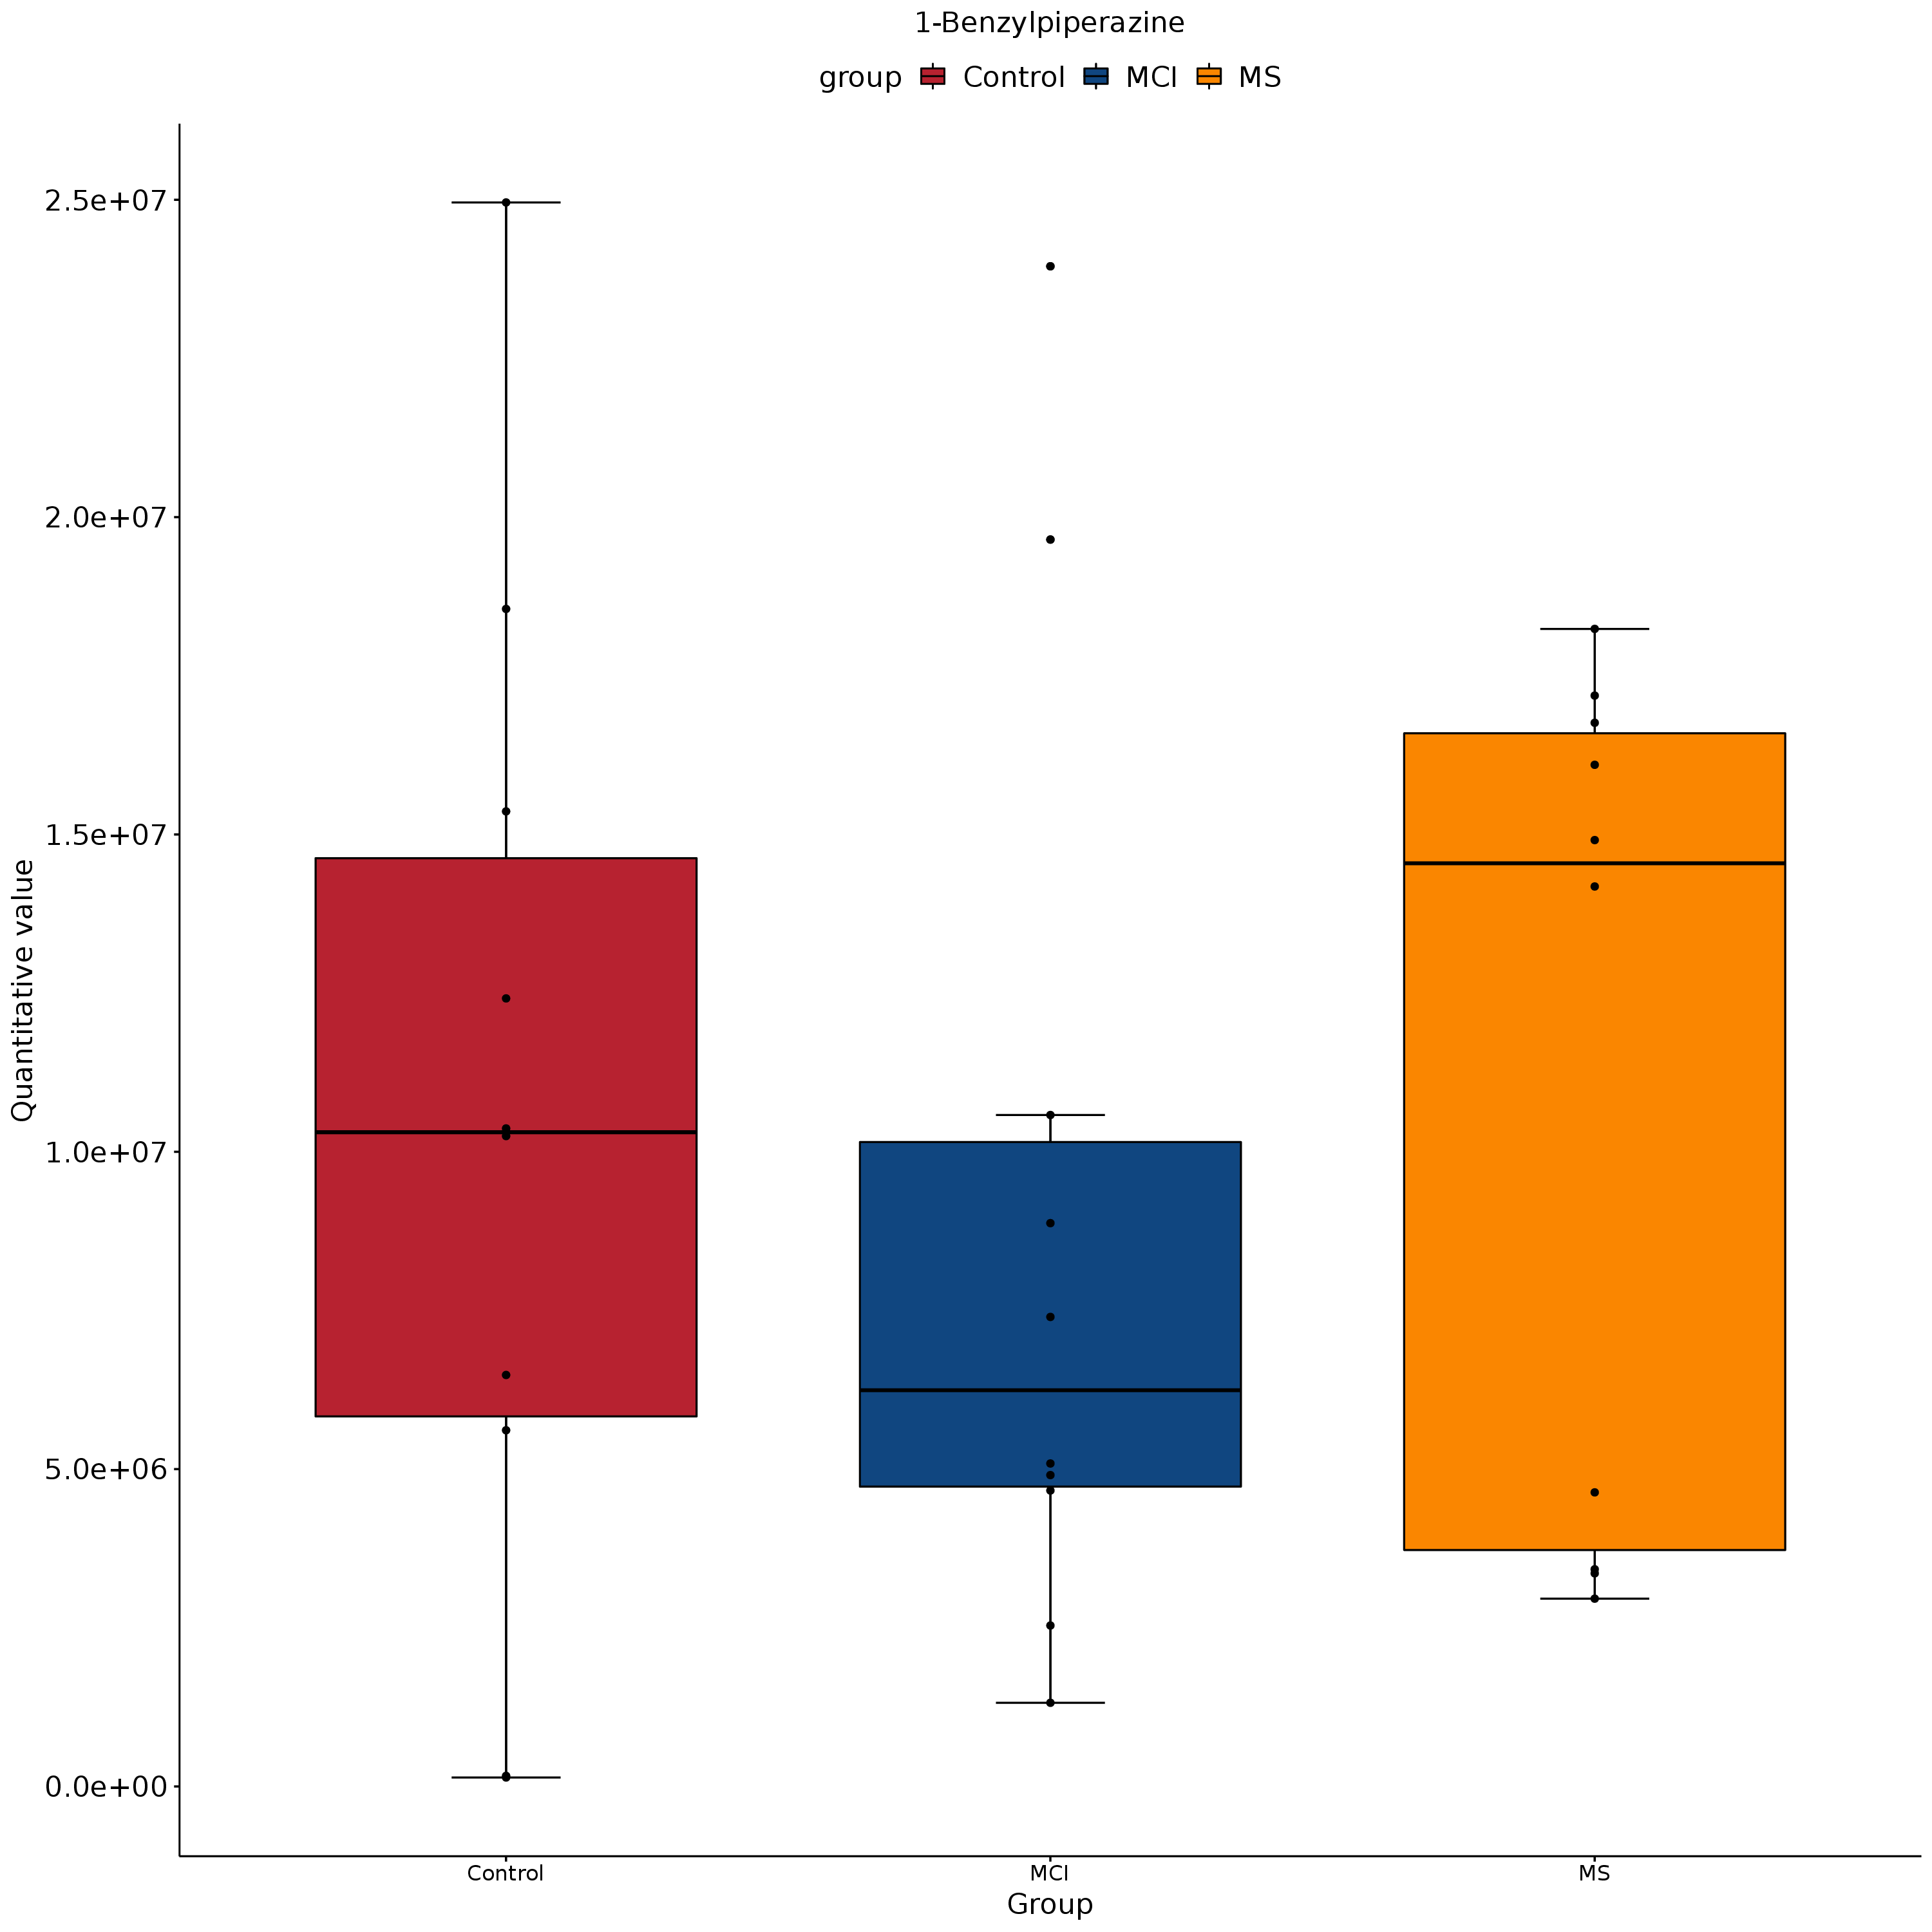 1-Benzylpiperazine
group Control MCI MS
2.5e+07
2.0e+07
1.5e+07
1.0e+07
5.0e+06
0.0e+00
Quantitative value
Control MCI MS
Group